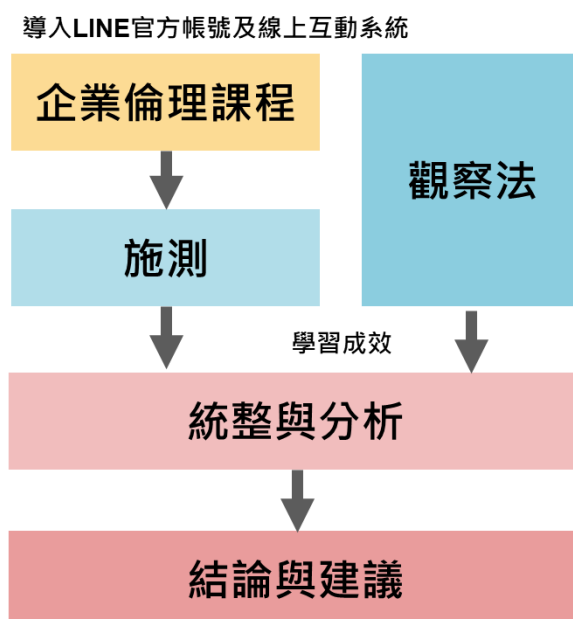 導入LINE官方帳號及線上互動系統
企業倫理課程
觀察法
施測
學習成效
統整與分析
結論與建議